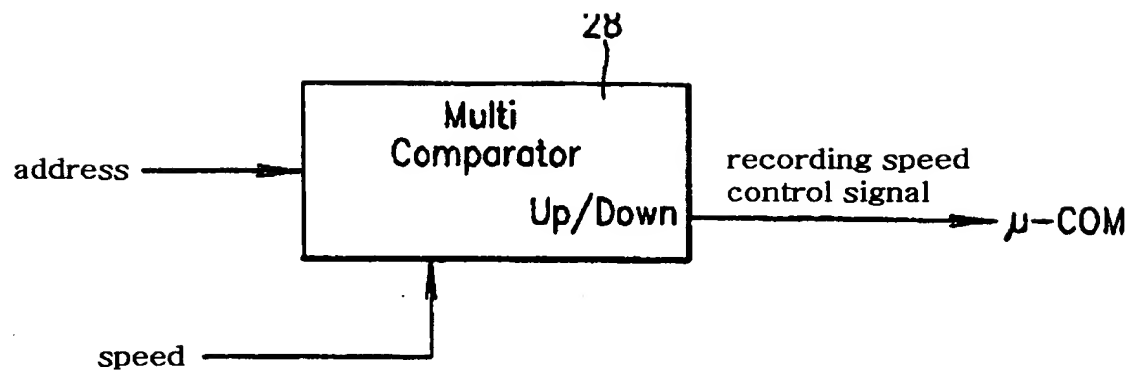 28
Multi
Comparator
address
recording speed
control signal
Up/Down
μ-COM
speed